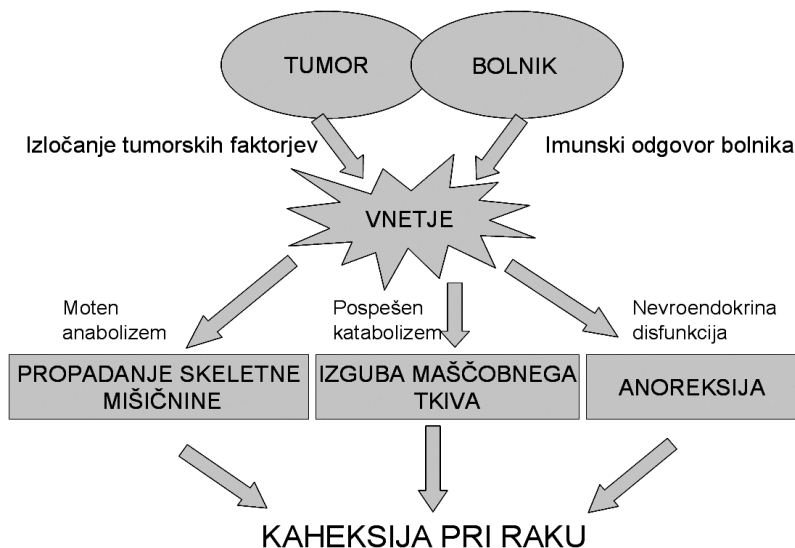 TUMOR
BOLNIK
Izločanje tumorskih faktorjev
Imunski odgovor bolnika
VNETJE
Moten
anabolizem
Pospešen
katabolizem
Nevroendokrina
disfunkcija
PROPADANJE SKELETNE
MIŠIČNINE
IZGUBA MAŠČOBNEGA
TKIVA
ANOREKSIJA
KAHEKSIJA PRI RAKU